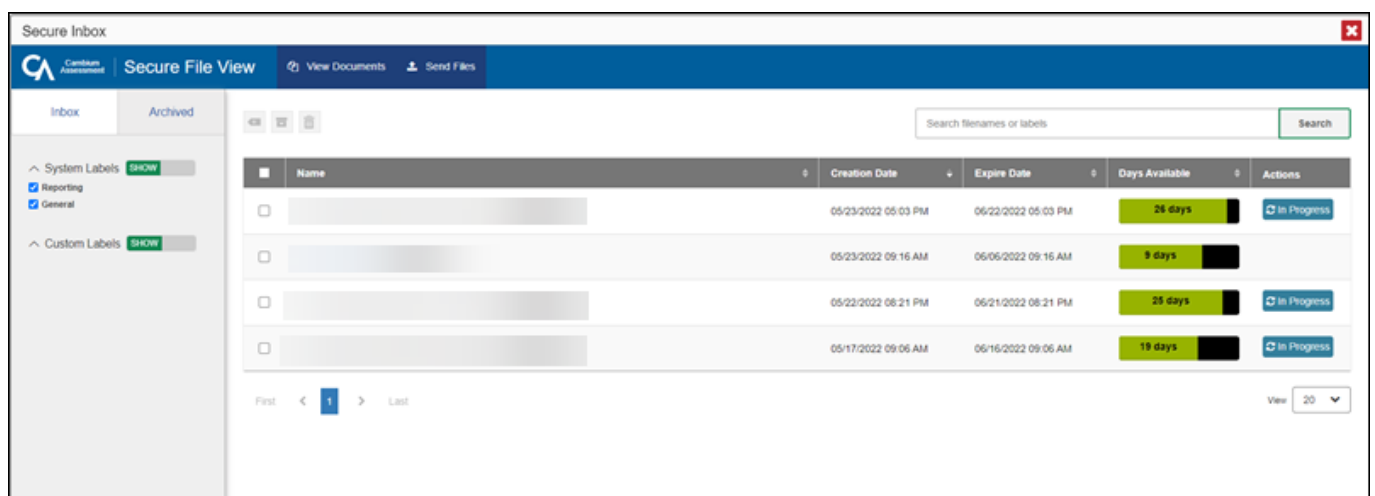 Secure Inbox
CA Cambium Assessment Secure File View View Documents Send Files
Inbox Archived
Search filenames or labels Search
System Labels SHOW
Reporting
General
Custom Labels SHOW
Name Creation Date Expire Date Days Available Actions
05/23/2022 05:03 PM 06/22/2022 05:03 PM 26 days In Progress
05/23/2022 09:16 AM 06/06/2022 09:16 AM 9 days
05/22/2022 08:21 PM 06/21/2022 08:21 PM 25 days In Progress
05/17/2022 09:06 AM 06/16/2022 09:06 AM 19 days In Progress
First 1 Last View 20